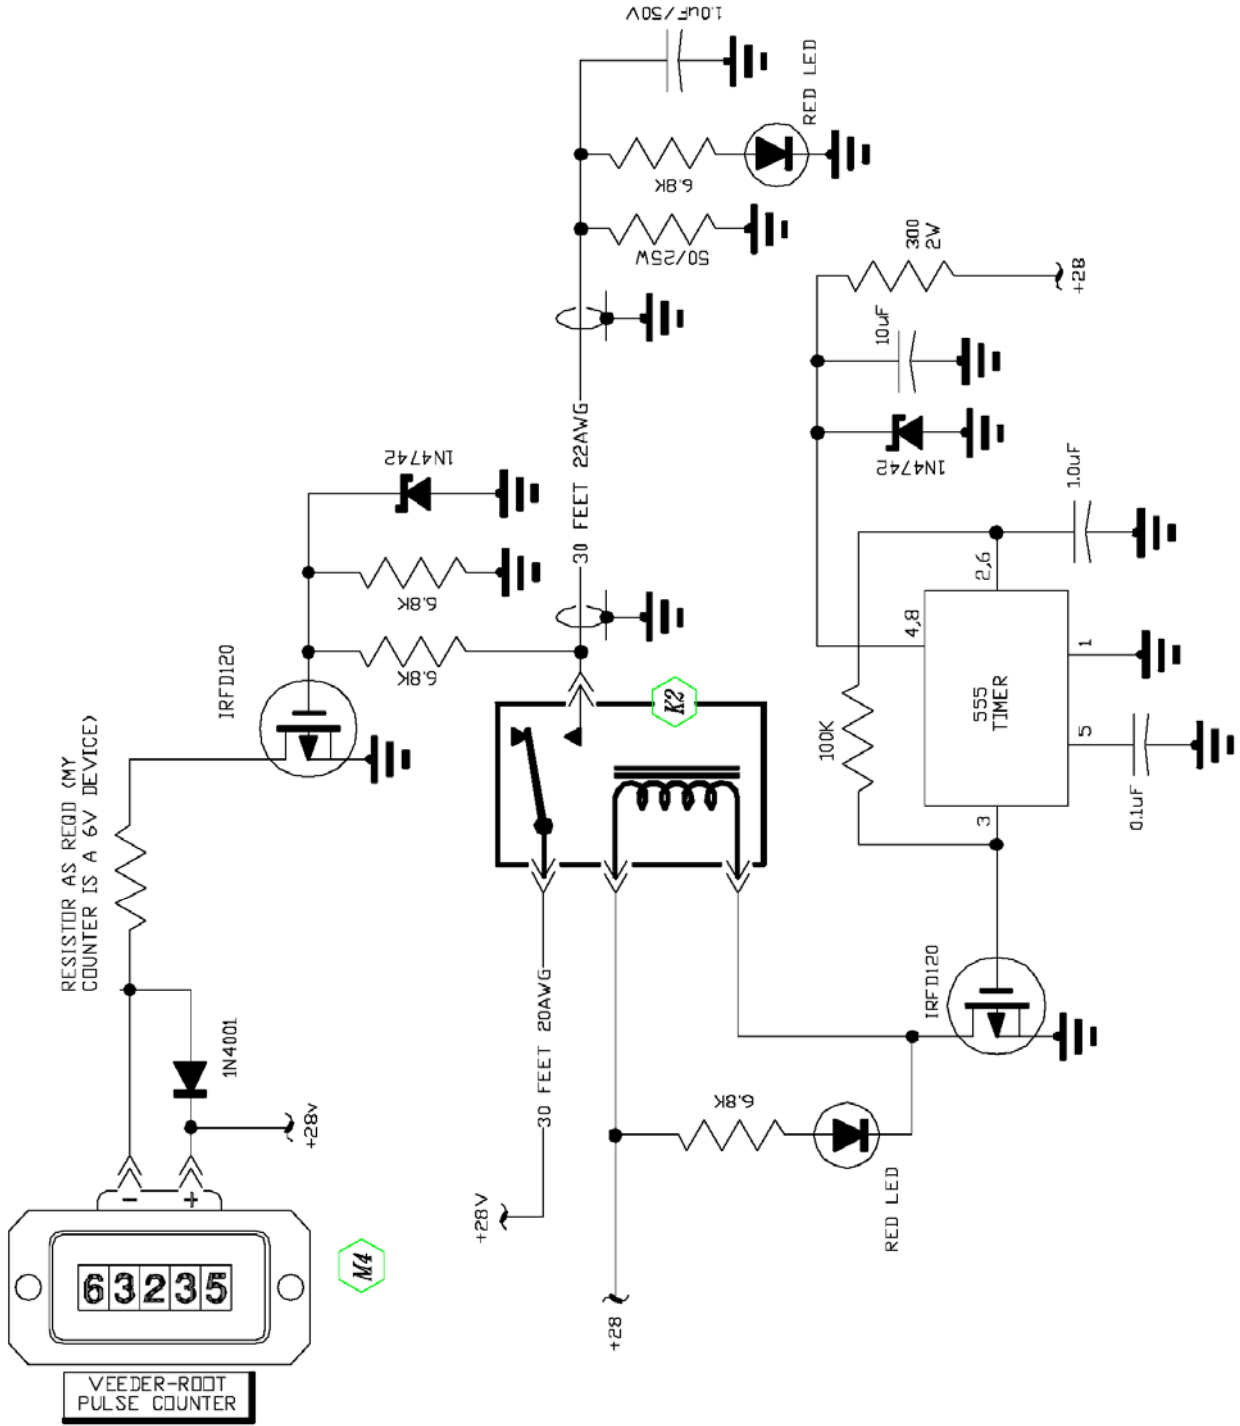 1.0uF/50V
RED LED
6.8K
50/25W
300
2W
+28
10uF
1N4742
1N4742
30 FEET 22AWG
1.0uF
6.8K
6.8K
2,6
4,8
1
5
3
555
TIMER
100K
0.1uF
K2
IRFD120
RESISTOR AS REQD (MY
COUNTER IS A 6V DEVICE)
1N4001
+28v
-
+
30 FEET 20AWG
+28V
IRFD120
6.8K
RED LED
+28
M4
63235
VEEDER-ROOT
PULSE COUNTER